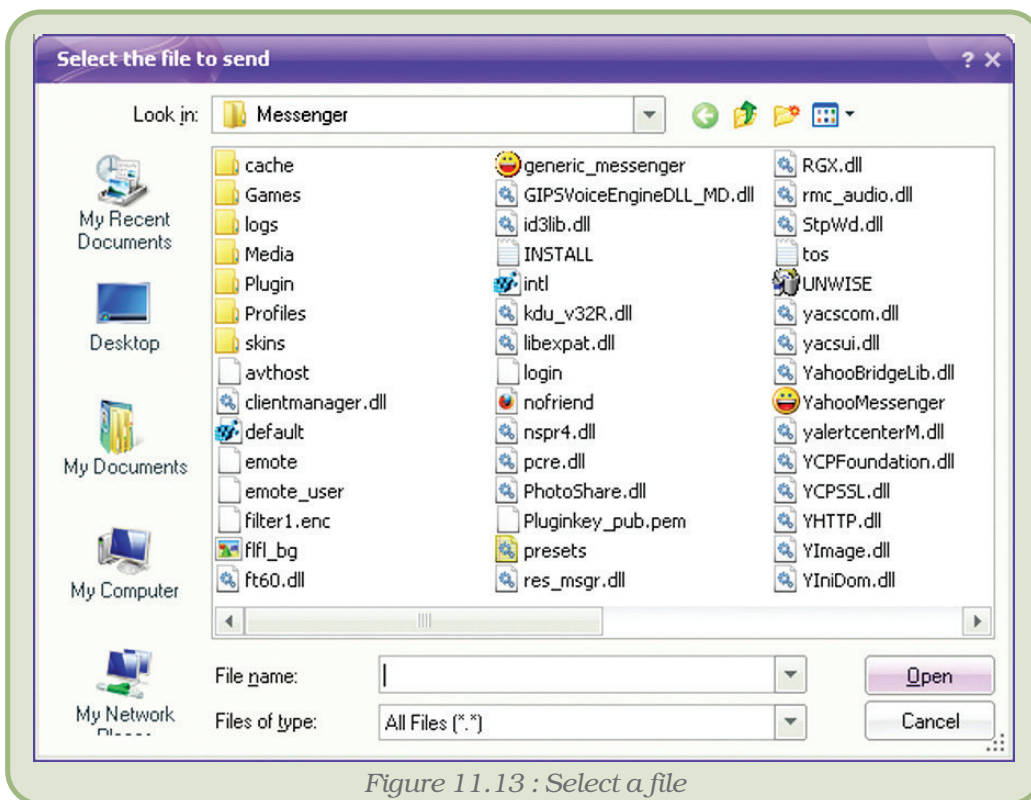 Select the file to send
Look in: Messenger
My Recent
Documents
Desktop
My Documents
My Computer
My Network
Places
cache
Games
logs
Media
Plugin
Profiles
skins
avthost
clientmanager.dll
default
emote
emote_user
filter1.enc
flfl_bg
ft60.dll
generic_messenger
GIPSVoiceEngineDLL_MD.dll
id3lib.dll
INSTALL
intl
kdu_v32R.dll
libexpat.dll
login
nofriend
nspr4.dll
pcre.dll
PhotoShare.dll
Pluginkey_pub.pem
presets
res_msgr.dll
RGX.dll
rmc_audio.dll
StpWd.dll
tos
UNWISE
yacscom.dll
yacsui.dll
YahooBridgeLib.dll
YahooMessenger
yalertcenterM.dll
YCPFoundation.dll
YCPSSL.dll
YHTTP.dll
YImage.dll
YIniDom.dll
File name:
Open
Files of type: All Files (*.*)
Cancel
Figure 11.13 : Select a file